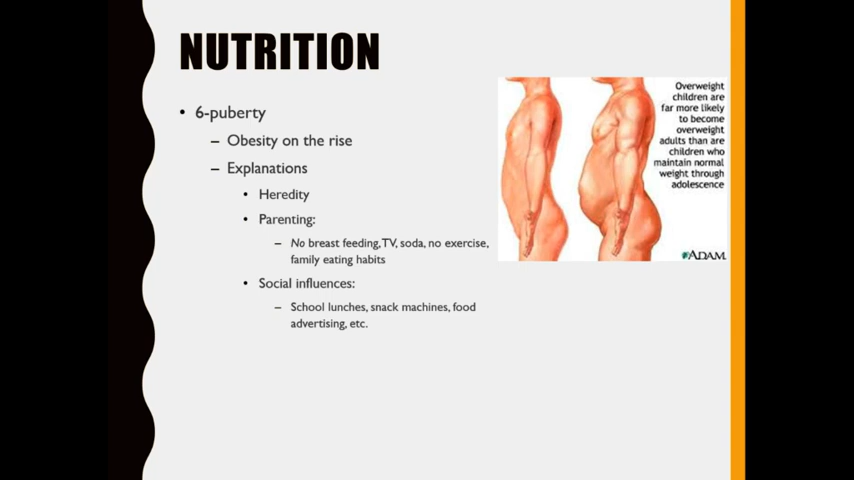 NUTRITION
• 6-puberty
– Obesity on the rise
– Explanations
• Heredity
• Parenting:
– No breast feeding, TV, soda, no exercise,
family eating habits
• Social influences:
– School lunches, snack machines, food
advertising, etc.
Overweight
children are
far more likely
to become
overweight
adults than are
children who
maintain normal
weight through
adolescence
ADAM.